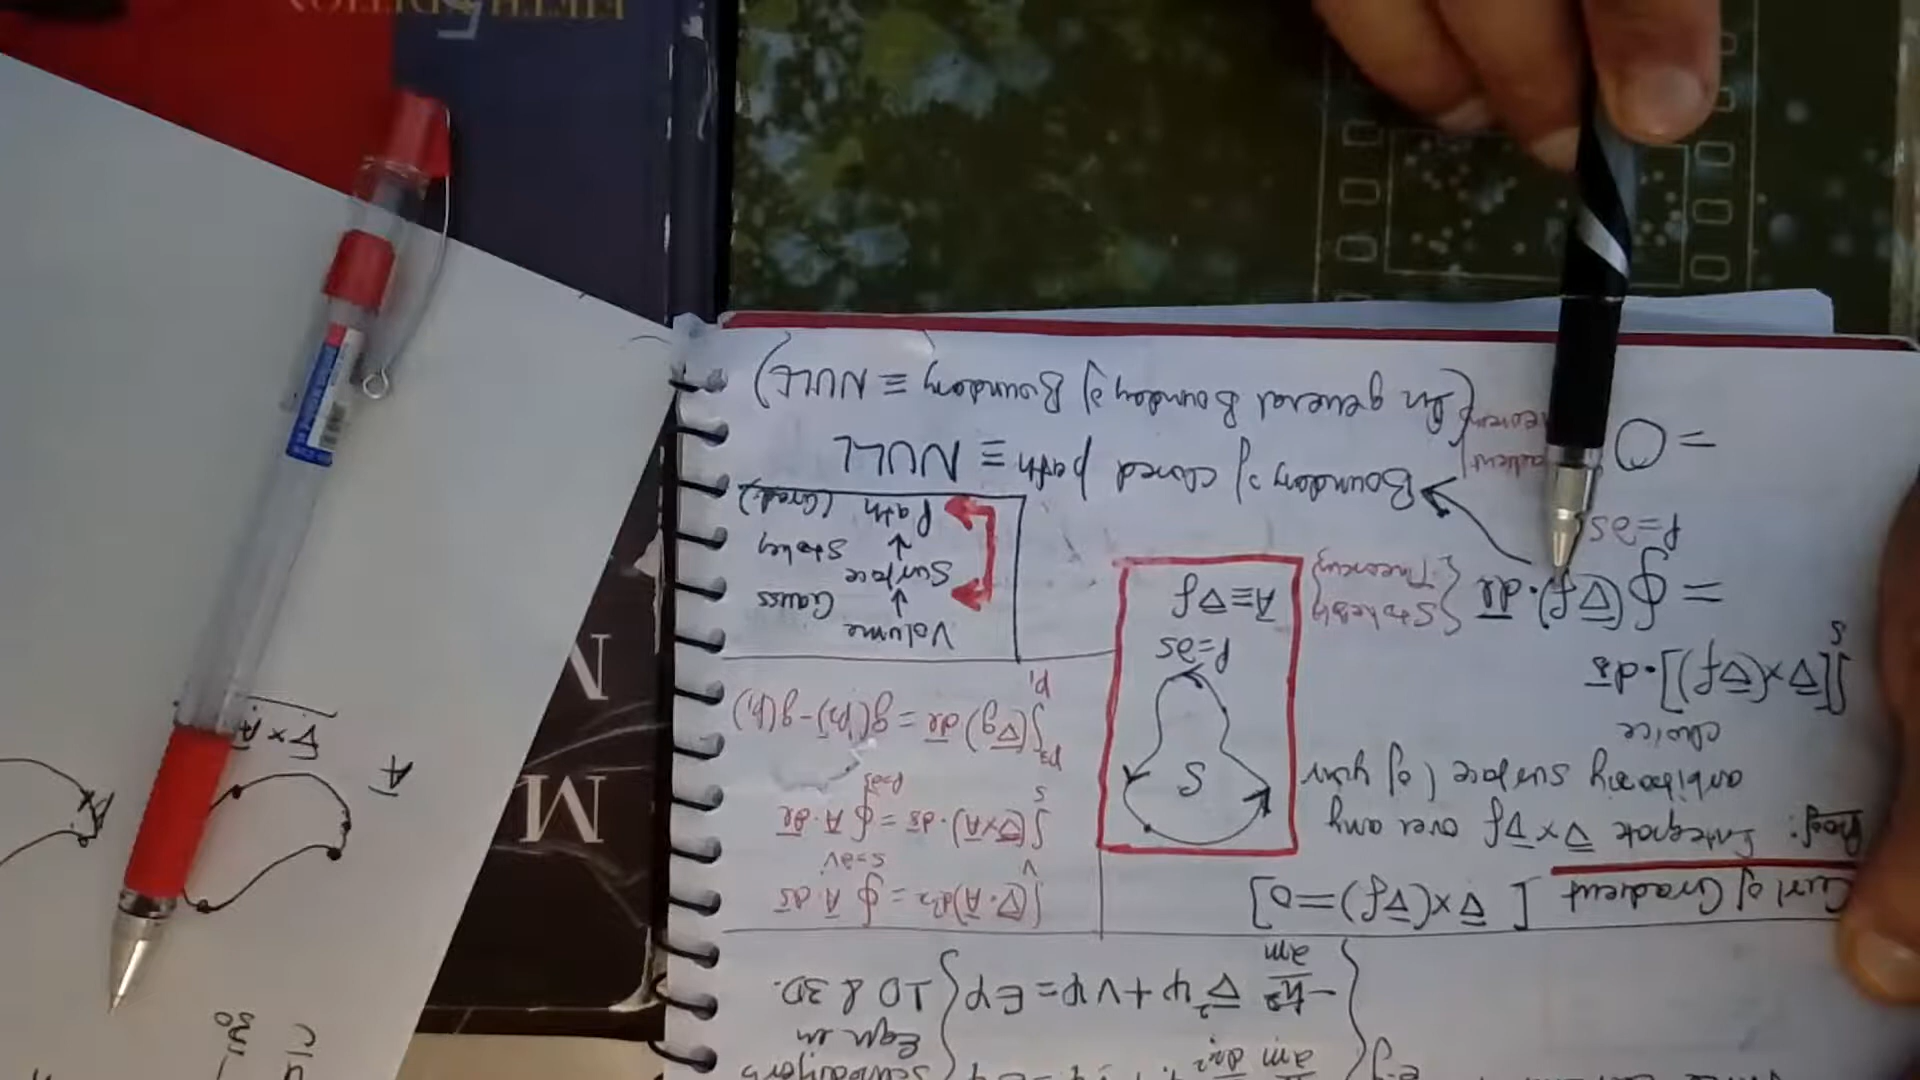 Schrodinger's
Eqn in
1D & 3D.
-ħ²/2m ∇²ψ + Vψ = Eψ
Curl of Gradient [∇×(∇f)=0]
Proof: Integrate ∇×∇f over any
arbitrary surface (of your
choice
∬[∇×(∇f)]·ds
S
= ∮(∇f)·dl {Stokes's Theorem}
P=∂S
= 0
Boundary of closed path ≡ NULL
(In general Boundary of Boundary ≡ NULL)
S
P=∂S
A≡∇f
∫(∇·A)dτ = ∮A·ds
V S=∂V
∫(∇×A)·ds = ∮A·dl
S P=∂S
∫(∇g)dl = g(P₂)-g(P₁)
P₂
P₁
Volume
↓ Gauss
Surface
↓ Stokes
Path (Grad.)
A
∇×A
M
N